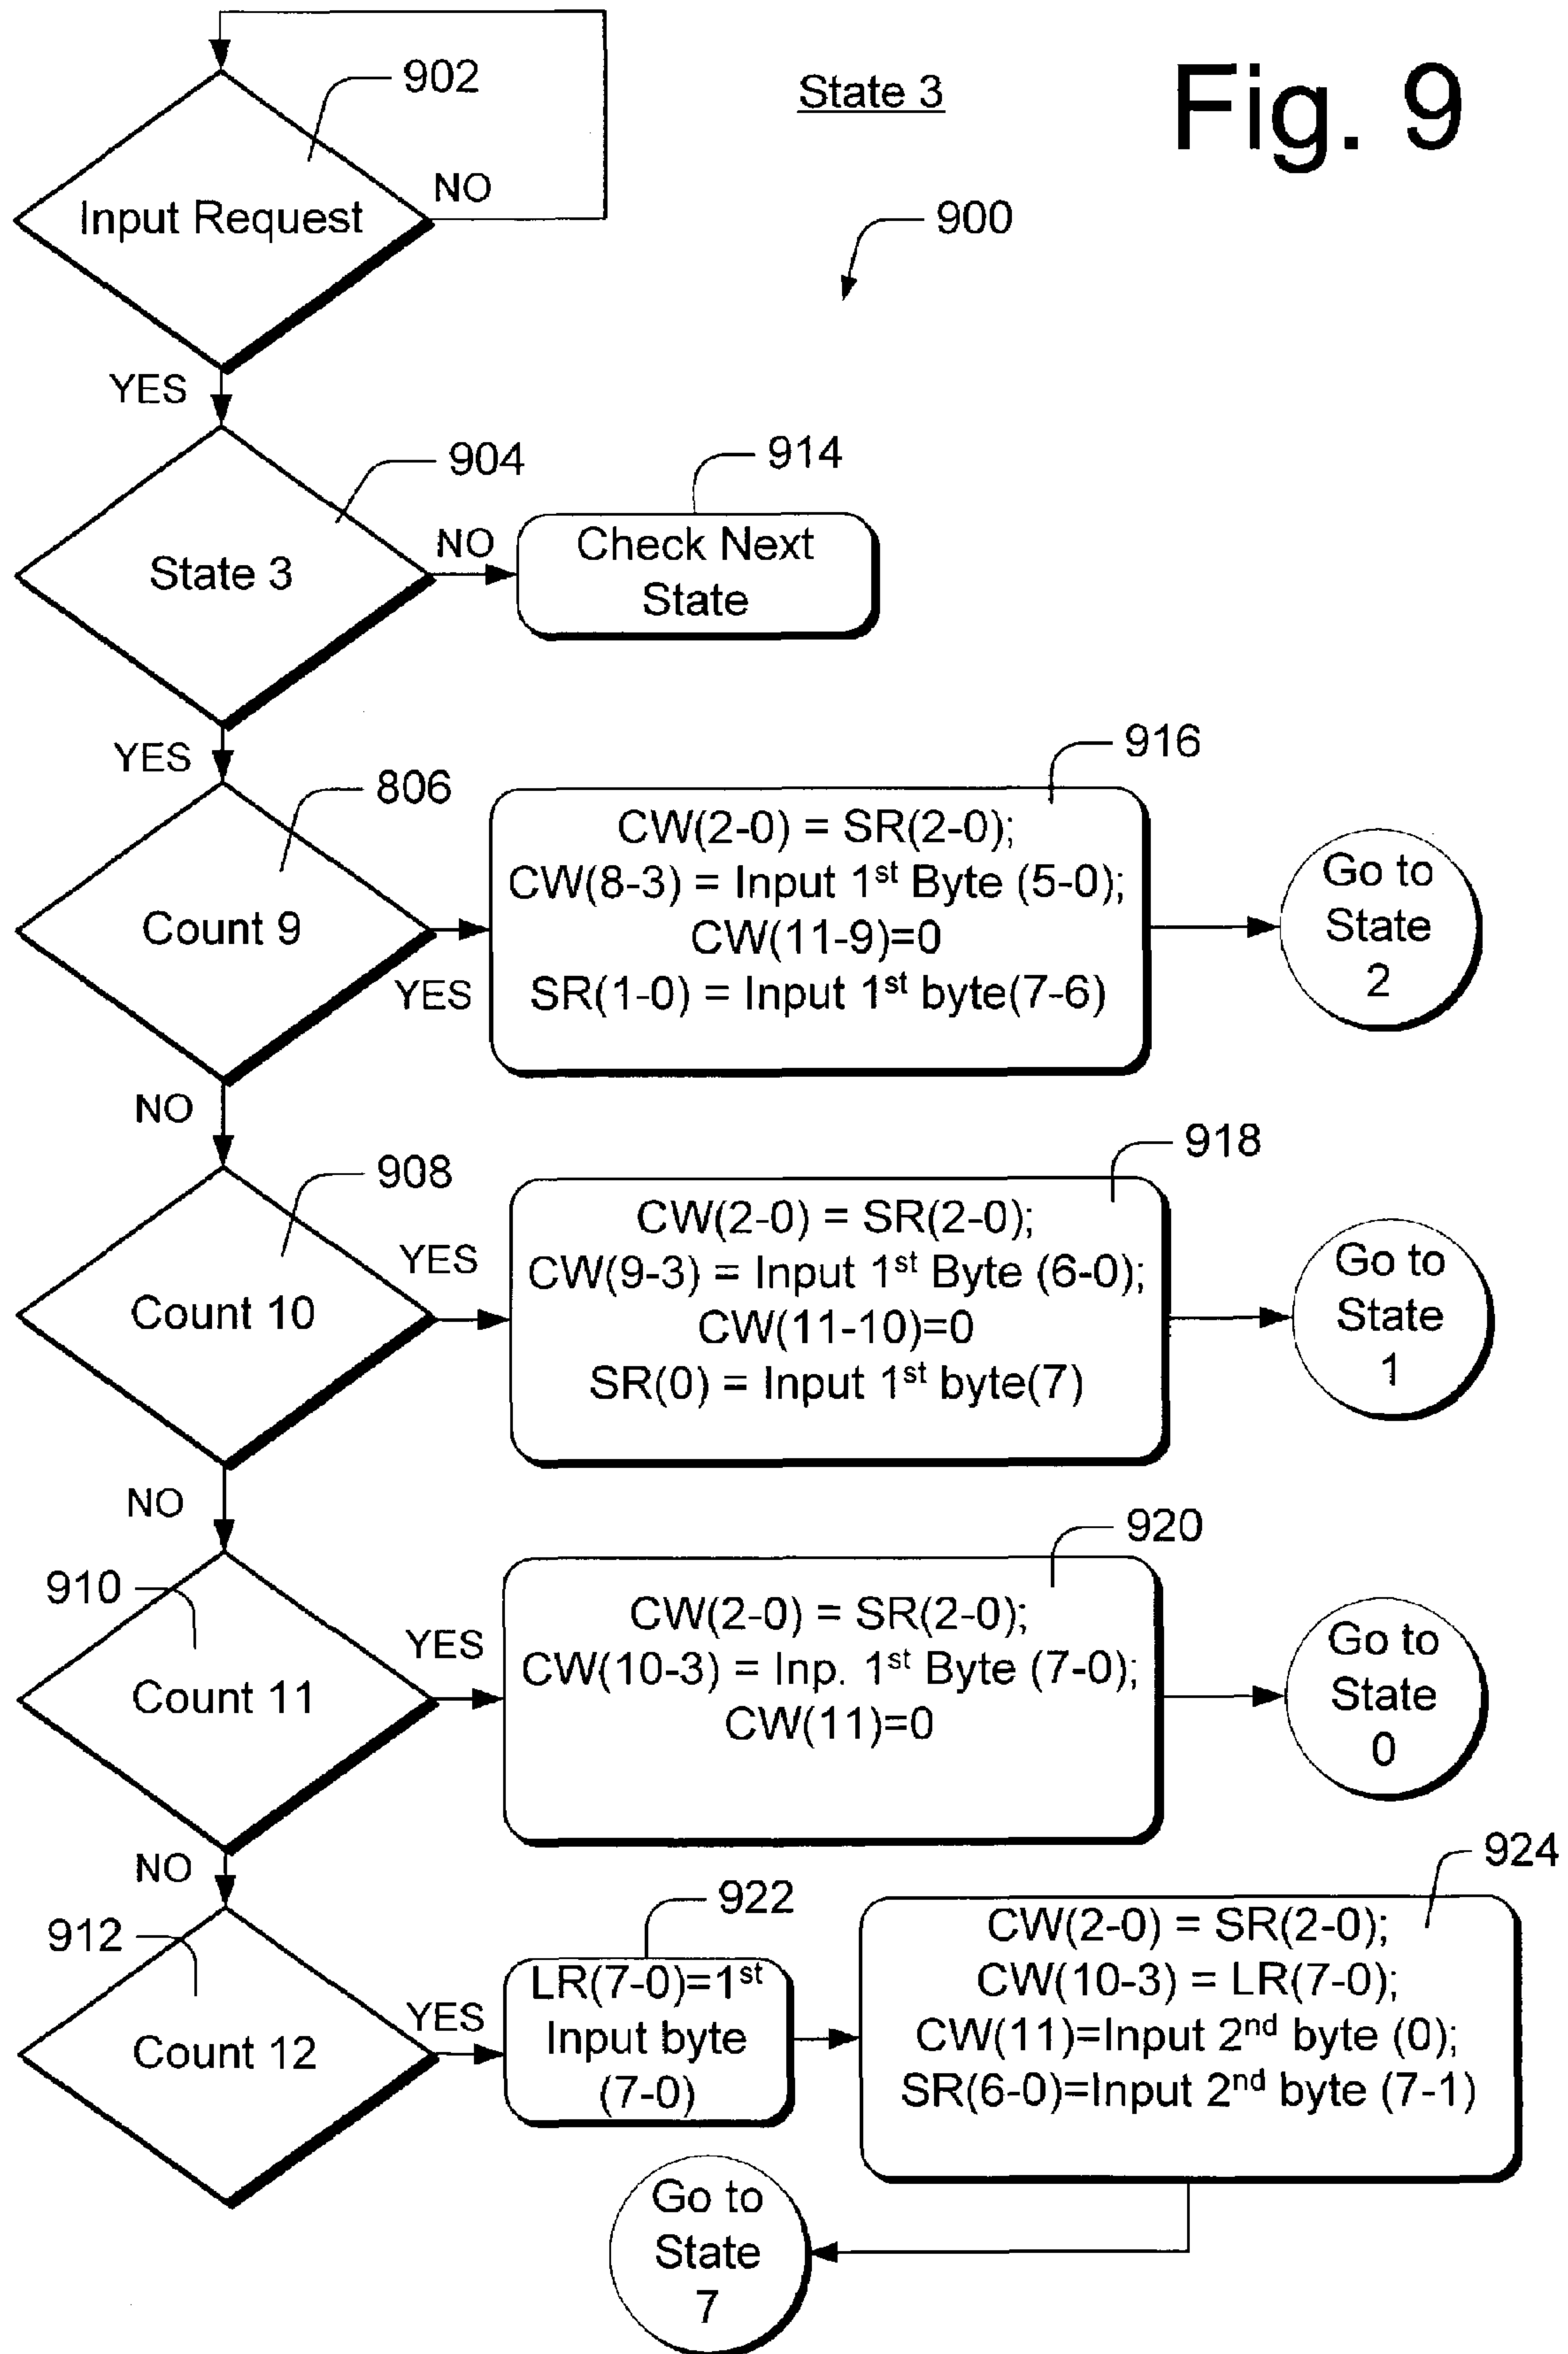 Fig. 9
State 3
900
902
Input Request
NO
YES
904
State 3
NO
914
Check Next
State
YES
806
Count 9
YES
916
CW(2-0) = SR(2-0);
CW(8-3) = Input 1st Byte (5-0);
CW(11-9)=0
SR(1-0) = Input 1st byte(7-6)
Go to
State
2
NO
908
Count 10
YES
918
CW(2-0) = SR(2-0);
CW(9-3) = Input 1st Byte (6-0);
CW(11-10)=0
SR(0) = Input 1st byte(7)
Go to
State
1
NO
910
Count 11
YES
920
CW(2-0) = SR(2-0);
CW(10-3) = Inp. 1st Byte (7-0);
CW(11)=0
Go to
State
0
NO
912
Count 12
YES
922
LR(7-0)=1st
Input byte
(7-0)
924
CW(2-0) = SR(2-0);
CW(10-3) = LR(7-0);
CW(11)=Input 2nd byte (0);
SR(6-0)=Input 2nd byte (7-1)
Go to
State
7